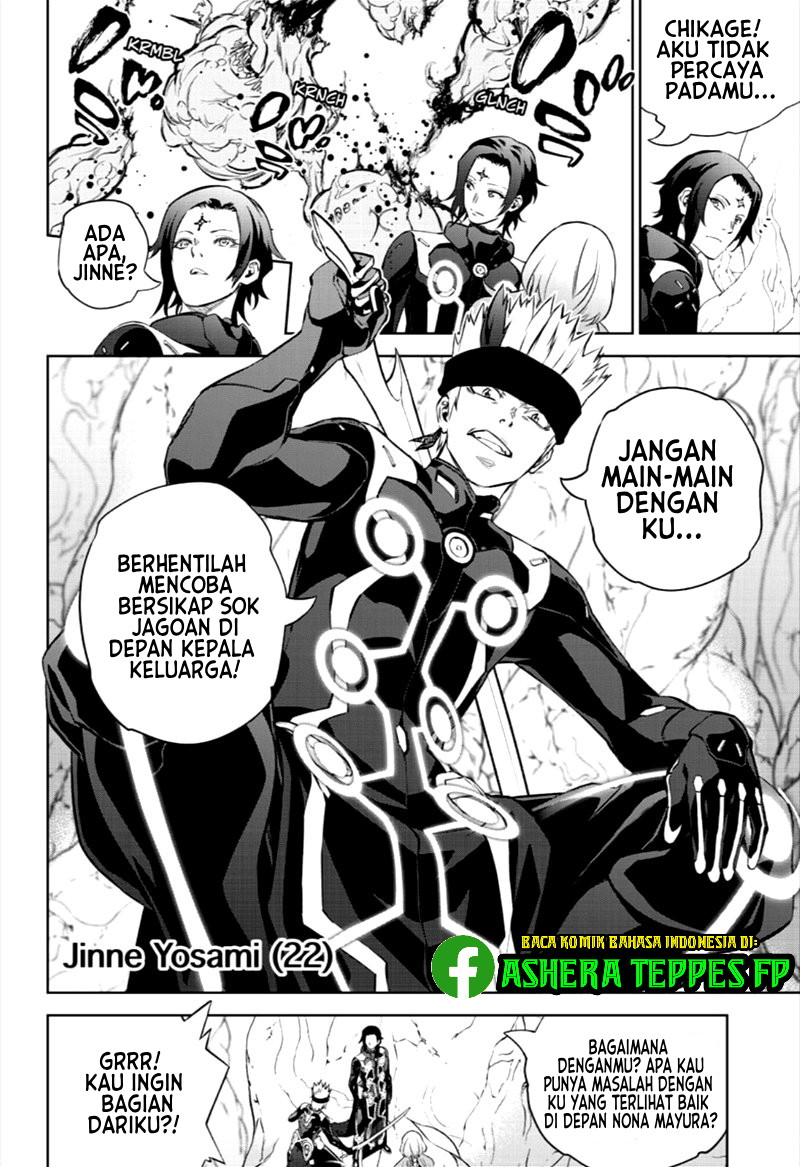 CHIKAGE!
AKU TIDAK
PERCAYA
PADAMU...
GLNCH
KRNCH
KRMBL
ADA
APA,
JINNE?
JANGAN
MAIN-MAIN
DENGAN
KU...
BERHENTILAH
MENCOBA
BERSIKAP SOK
JAGOAN DI
DEPAN KEPALA
KELUARGA!
Jinne Yosami (22)
BACA KOMIK BAHASA INDONESIA DI:
f ASHERA TEPPES FP
BAGAIMANA
DENGANMU? APA KAU
PUNYA MASALAH DENGAN
KU YANG TERLIHAT BAIK
DI DEPAN NONA MAYURA?
GRRR!
KAU INGIN
BAGIAN
DARIKU?!